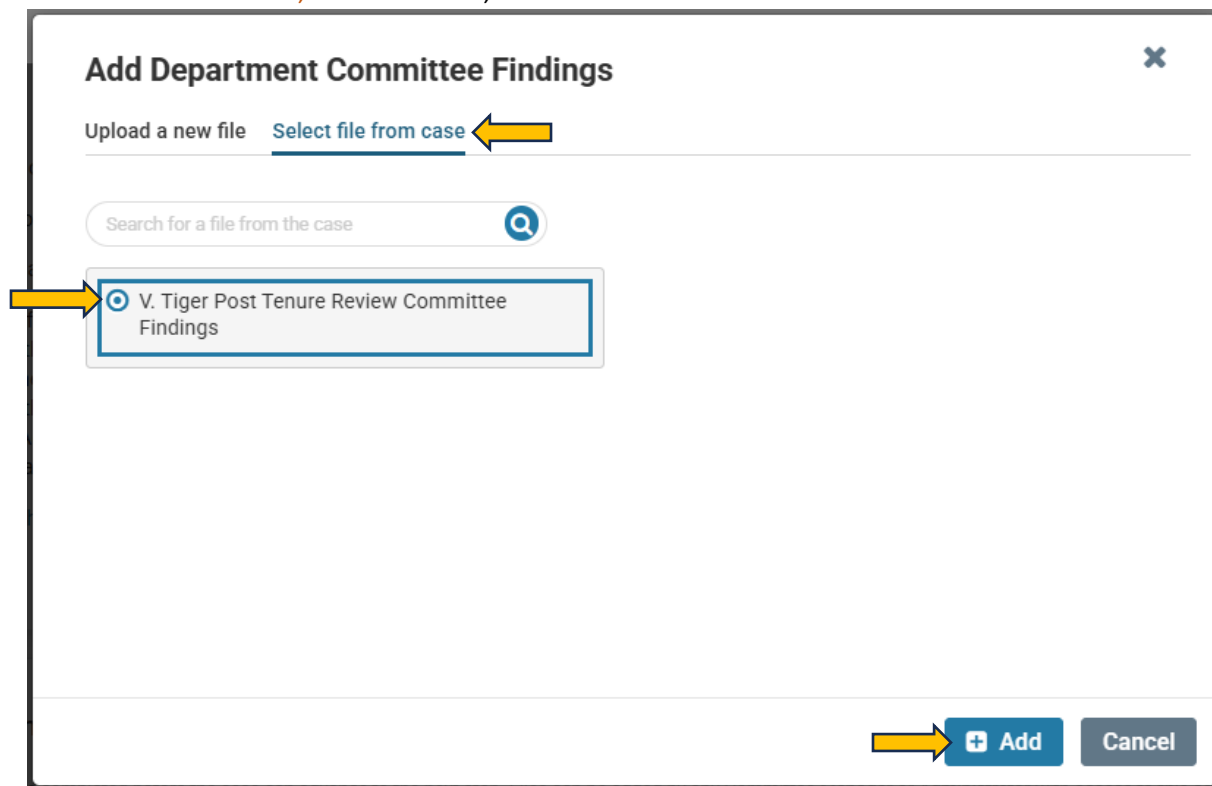 Add Department Committee Findings
Upload a new file Select file from case
Search for a file from the case
V. Tiger Post Tenure Review Committee
Findings
Add Cancel